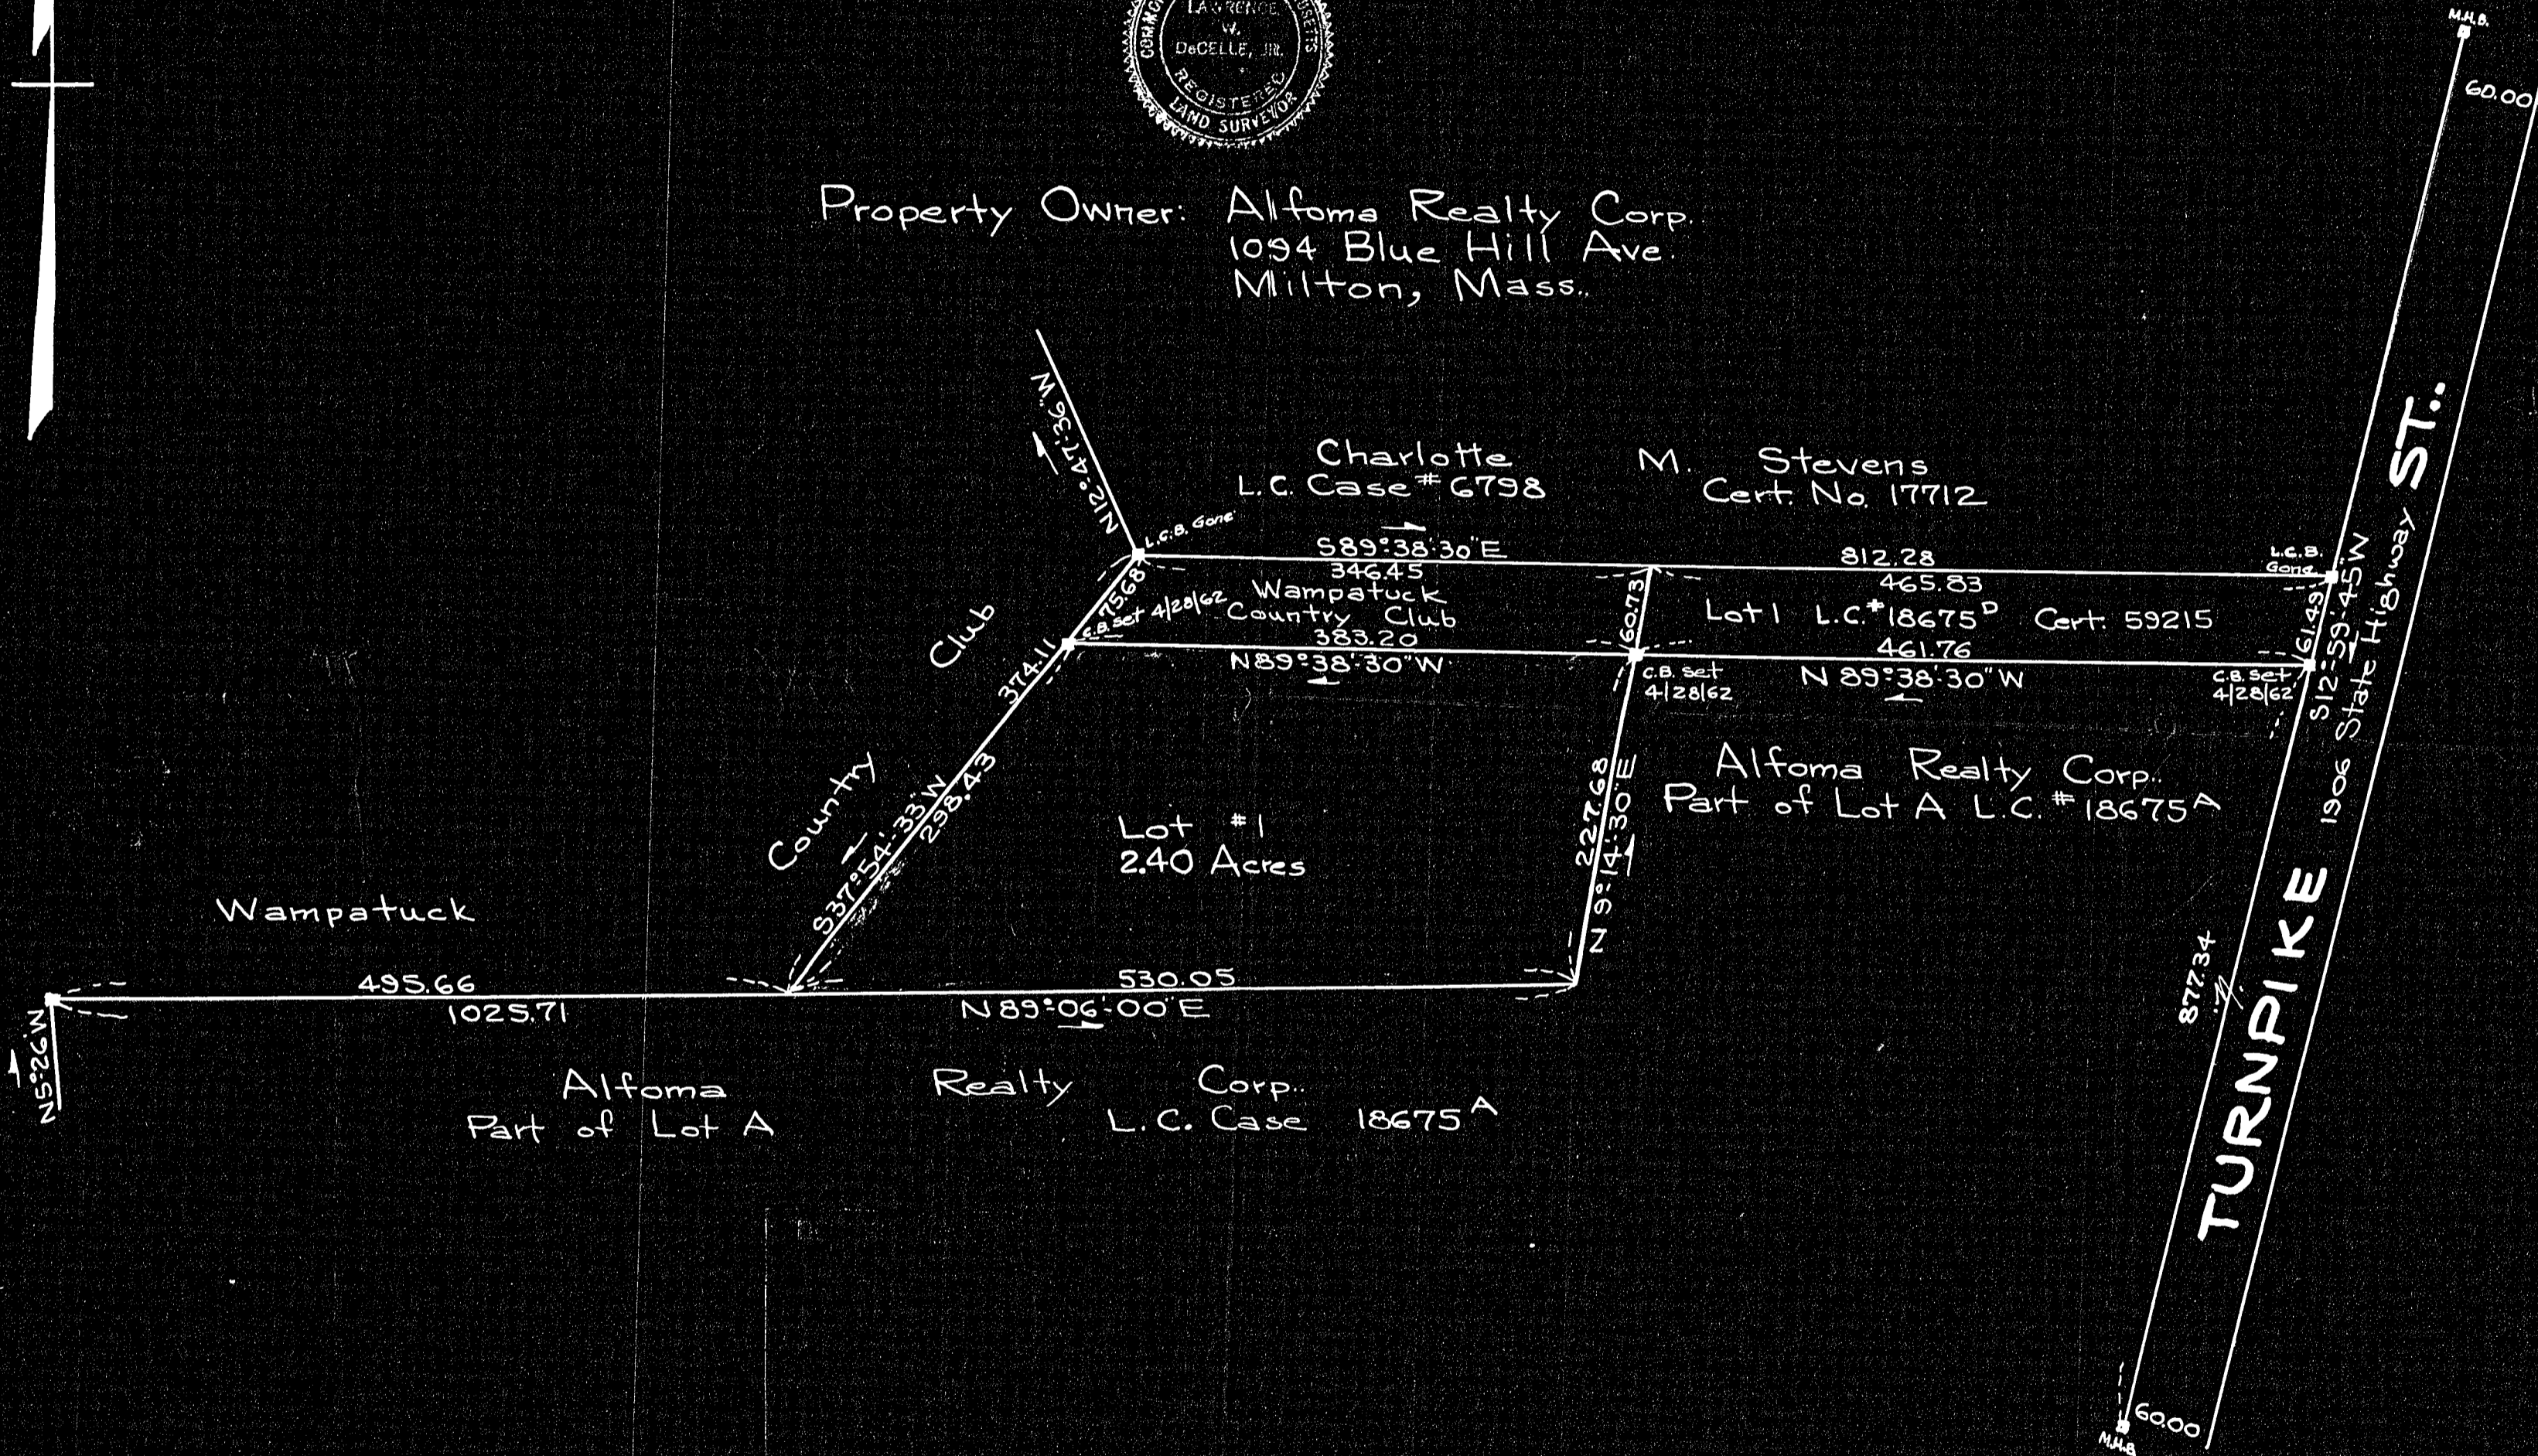 COMMO
USETTS
LAWRENCE
W.
DeCELLE, JR.
REGISTERED
LAND SURVEYOR
M.H.B.
60.00
Property Owner: Alfoma Realty Corp.
1094 Blue Hill Ave.
Milton, Mass.
N12°-47'-36"W
Charlotte M. Stevens
L.C. Case #6798 Cert. No. 17712
L.C.B. Gone
S89°-38'-30"E 812.28
L.C.B. Gone
346.45 465.83
75.68
C.B. set 4/28/62
Wampatuck
Country Club
60.73
Lot 1 L.C. #18675D Cert. 59215
61.49
383.20 461.76
N89°-38'-30"W
C.B. set
4/28/62
N 89°-38'-30"W
C.B. set
4/28/62
S12°-59'-45"W
374.11
298.43
S37°-54'-33"W
Wampatuck Country Club
Lot #1
2.40 Acres
227.68
N 9°-14'-30"E
Alfoma Realty Corp.
Part of Lot A L.C. #18675A
877.34
TURNPIKE 1906 State Highway ST.
495.66 530.05
1025.71 N89°-06'-00"E
N5°-26'W
Alfoma Realty Corp.
Part of Lot A L.C. Case 18675A
60.00
M.H.B